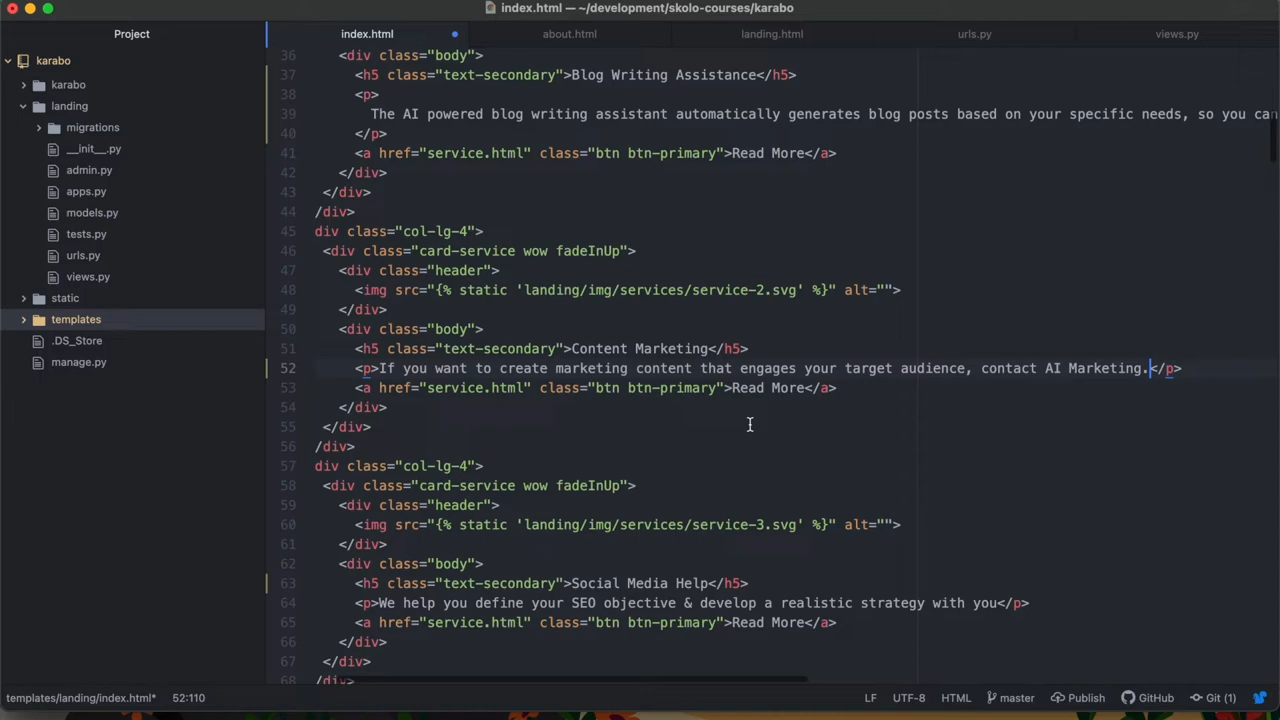 index.html — ~/development/skolo-courses/karabo
Project
index.html
about.html
landing.html
urls.py
views.py
karabo
karabo
landing
migrations
__init__.py
admin.py
apps.py
models.py
tests.py
urls.py
views.py
static
templates
.DS_Store
manage.py
36 <div class="body">
37 <h5 class="text-secondary">Blog Writing Assistance</h5>
38 <p>
39 The AI powered blog writing assistant automatically generates blog posts based on your specific needs, so you can
40 </p>
41 <a href="service.html" class="btn btn-primary">Read More</a>
42 </div>
43 </div>
44 /div>
45 div class="col-lg-4">
46 <div class="card-service wow fadeInUp">
47 <div class="header">
48 <img src="{% static 'landing/img/services/service-2.svg' %}" alt="">
49 </div>
50 <div class="body">
51 <h5 class="text-secondary">Content Marketing</h5>
52 <p>If you want to create marketing content that engages your target audience, contact AI Marketing.</p>
53 <a href="service.html" class="btn btn-primary">Read More</a>
54 </div>
55 </div>
56 /div>
57 div class="col-lg-4">
58 <div class="card-service wow fadeInUp">
59 <div class="header">
60 <img src="{% static 'landing/img/services/service-3.svg' %}" alt="">
61 </div>
62 <div class="body">
63 <h5 class="text-secondary">Social Media Help</h5>
64 <p>We help you define your SEO objective & develop a realistic strategy with you</p>
65 <a href="service.html" class="btn btn-primary">Read More</a>
66 </div>
67 </div>
68 /div>
templates/landing/index.html* 52:110 LF UTF-8 HTML master Publish GitHub Git (1)